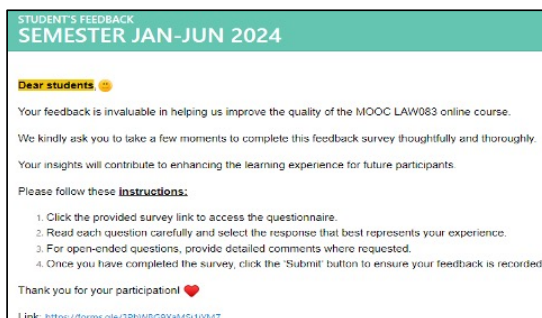 STUDENT'S FEEDBACK
SEMESTER JAN-JUN 2024
Dear students,
Your feedback is invaluable in helping us improve the quality of the MOOC LAW083 online course.
We kindly ask you to take a few moments to complete this feedback survey thoughtfully and thoroughly.
Your insights will contribute to enhancing the learning experience for future participants.
Please follow these instructions:
1. Click the provided survey link to access the questionnaire.
2. Read each question carefully and select the response that best represents your experience.
3. For open-ended questions, provide detailed comments where requested.
4. Once you have completed the survey, click the 'Submit' button to ensure your feedback is recorded
Thank you for your participation!
Link: